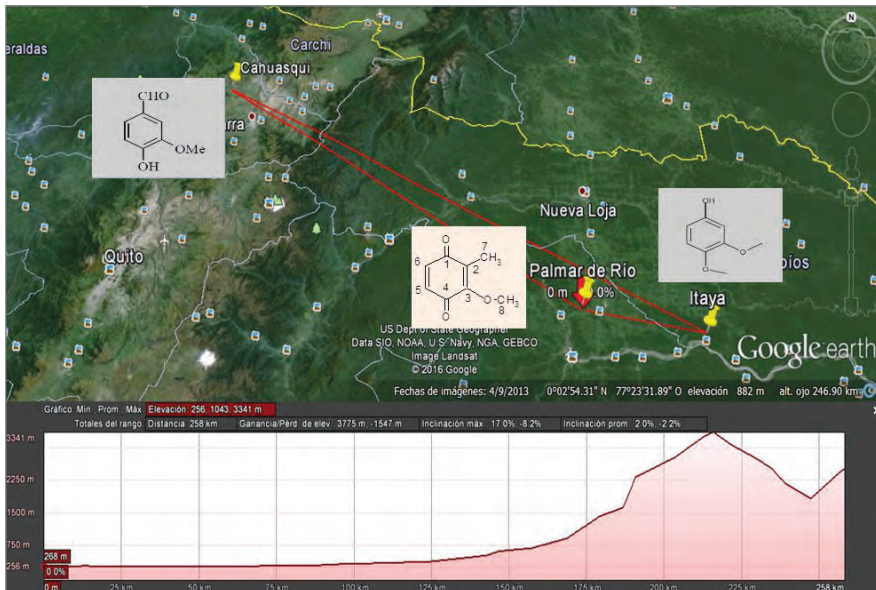 eraldas
Carchi
N
Cahuasqui
CHO
OMe
OH
arra
OH
O
O
O
Nueva Loja
Quito
O
7
CH3
6
1
2
5
4
3
O
CH3
8
O
Palmar de Río
0 m
0.0%
Itaya
pios
US Dept of State Geographer
Data SIO, NOAA, U.S. Navy, NGA, GEBCO
Image Landsat
© 2016 Google
Google earth
Fechas de imágenes: 4/9/2013 0°02'54.31" N 77°23'31.89" O elevación 882 m alt. ojo 246.90 km
Gráfico Mín., Prom., Máx Elevación: 256, 1043, 3341 m
Totales del rango: Distancia: 258 km Ganancia/Pérd. de elev: 3775 m, -1547 m Inclinación máx: 17.0%, -8.2% Inclinación prom: 2.0%, -2.2%
3341 m
2250 m
1500 m
750 m
268 m
256 m
0.0%
0 m 25 km 50 km 75 km 100 km 125 km 150 km 175 km 200 km 225 km 258 km